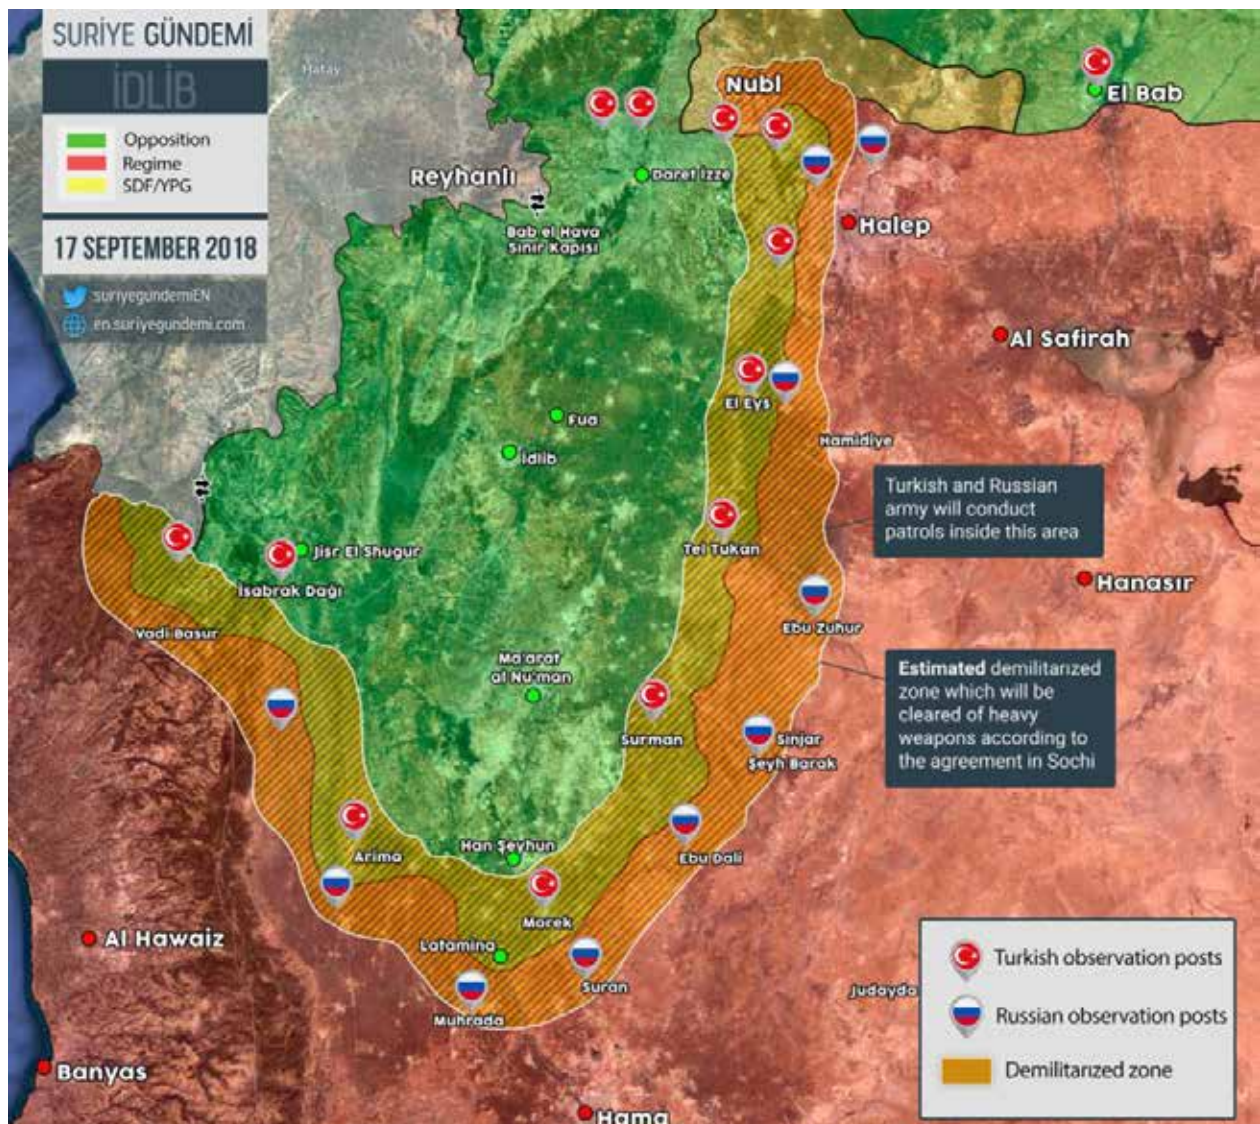 SURİYE GÜNDEMİ
İDLİB
Opposition
Regime
SDF/YPG
17 SEPTEMBER 2018
suriyegundemiEN
en.suriyegundemi.com
Hatay
Nubl
El Bab
Reyhanlı
Daret İzze
Bab el Hava
Sınır Kapısı
Halep
Al Safirah
El Eys
Fua
İdlib
Hamidiye
Turkish and Russian
army will conduct
patrols inside this area
Tel Tukan
Jisr El Shugur
İsabrak Dağı
Hanasır
Ebu Zuhur
Vadi Basur
Ma'arat
al Nu'man
Estimated demilitarızed
zone which will be
cleared of heavy
weapons according to
the agreement in Sochi
Surman
Sinjar
Şeyh Barak
Arima
Han Şeyhun
Ebu Dali
Morek
Al Hawaiz
Latamina
Suran
Judayda
Muhrada
Banyas
Hama
Turkish observation posts
Russian observation posts
Demilitarızed zone